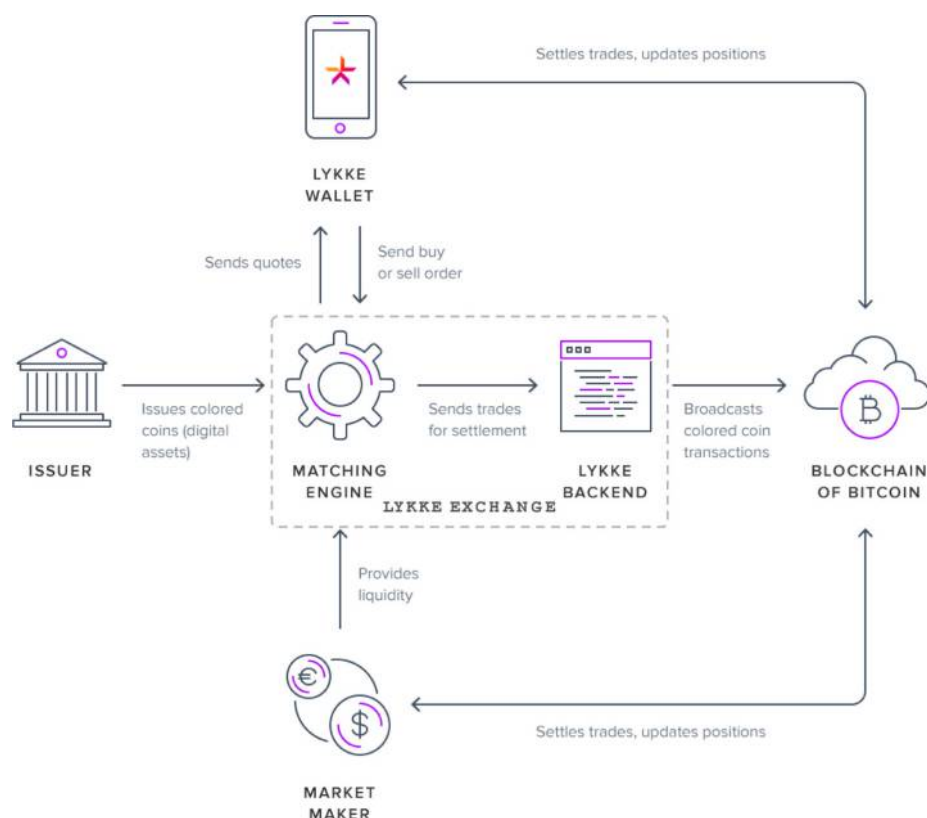 Settles trades, updates positions
LYKKE
WALLET
Sends quotes
Send buy
or sell order
Issues colored
coins (digital
assets)
Sends trades
for settlement
Broadcasts
colored coin
transactions
ISSUER
MATCHING
ENGINE
LYKKE
BACKEND
BLOCKCHAIN
OF BITCOIN
LYKKE EXCHANGE
Provides
liquidity
€
$
Settles trades, updates positions
MARKET
MAKER